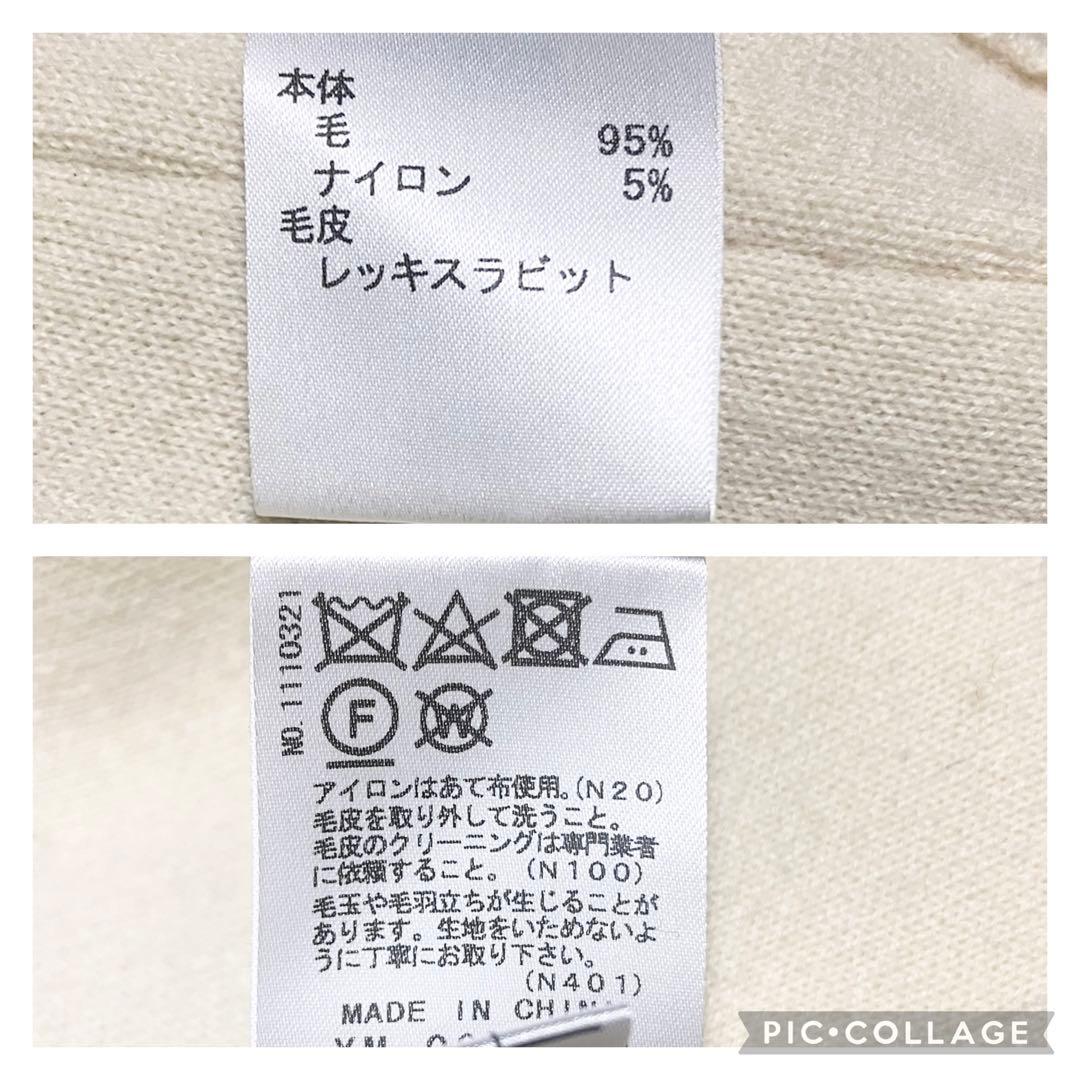 本体
毛 95%
ナイロン 5%
毛皮
レッキスラビット
NO.1110321
F
W
アイロンはあて布使用。(N20)
毛皮を取り外して洗うこと。
毛皮のクリーニングは専門業者
に依頼すること。(N100)
毛玉や毛羽立ちが生じることが
あります。生地をいためないよ
うに丁寧にお取り下さい。
(N401)
MADE IN CHINA
PIC•COLLAGE